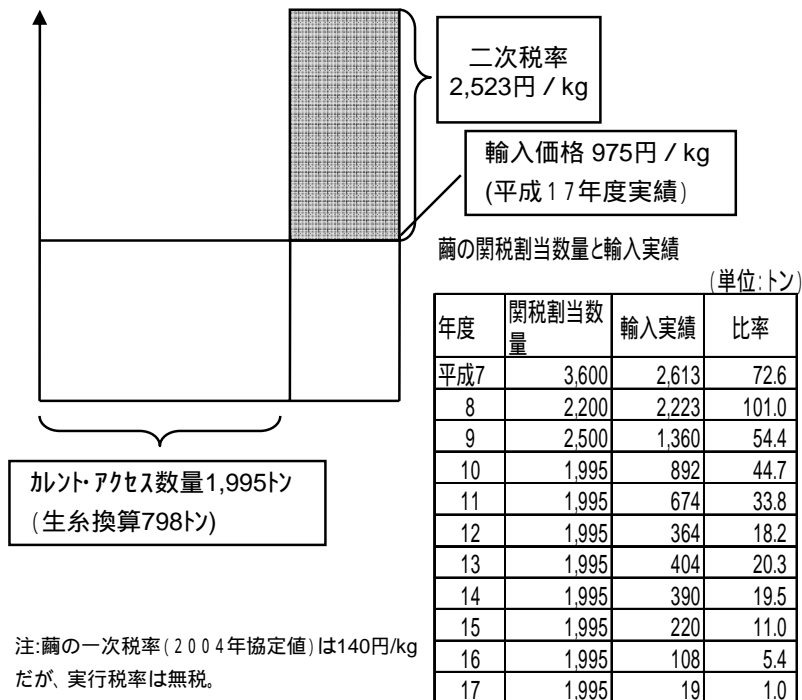 二次税率
2,523円 / kg
輸入価格 975円 / kg
(平成17年度実績)
繭の関税割当数量と輸入実績
(単位:トン)
年度 関税割当数量 輸入実績 比率
平成7 3,600 2,613 72.6
8 2,200 2,223 101.0
9 2,500 1,360 54.4
10 1,995 892 44.7
11 1,995 674 33.8
12 1,995 364 18.2
13 1,995 404 20.3
14 1,995 390 19.5
15 1,995 220 11.0
16 1,995 108 5.4
17 1,995 19 1.0
ｶﾚﾝﾄ･ｱｸｾｽ数量1,995ﾄﾝ
(生糸換算798ﾄﾝ)
注:繭の一次税率(2004年協定値)は140円/kg
だが、実行税率は無税。